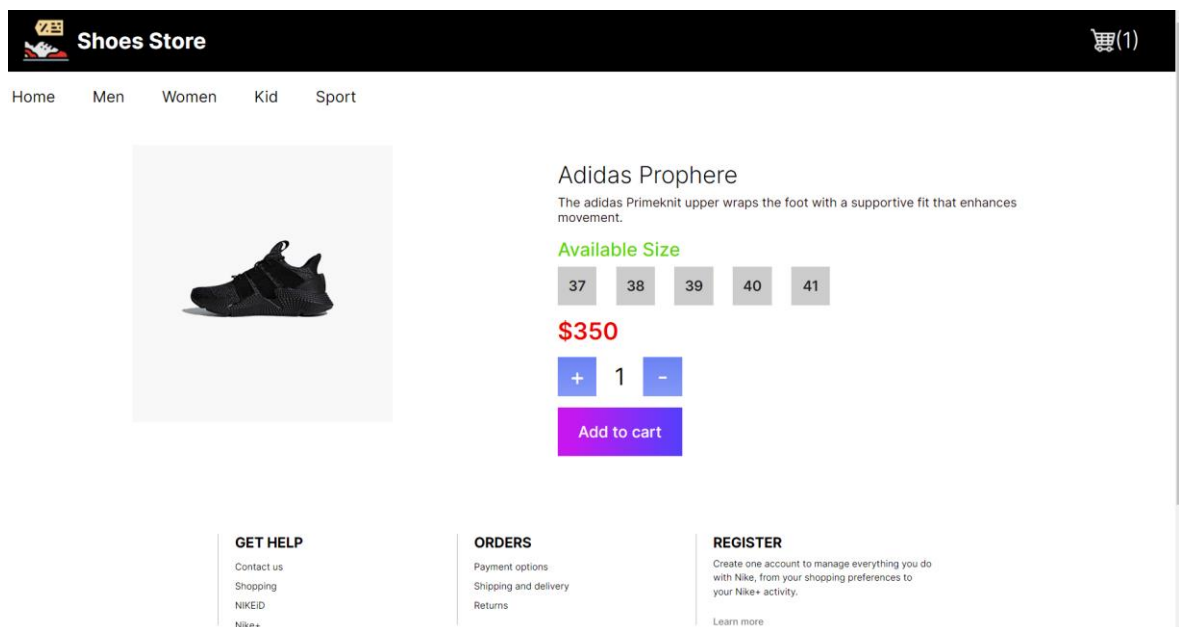 Shoes Store
(1)
Home Men Women Kid Sport
Adidas Prophere
The adidas Primeknit upper wraps the foot with a supportive fit that enhances
movement.
Available Size
37 38 39 40 41
$350
+ 1 -
Add to cart
GET HELP
Contact us
Shopping
NIKEiD
Nike+
ORDERS
Payment options
Shipping and delivery
Returns
REGISTER
Create one account to manage everything you do
with Nike, from your shopping preferences to
your Nike+ activity.
Learn more